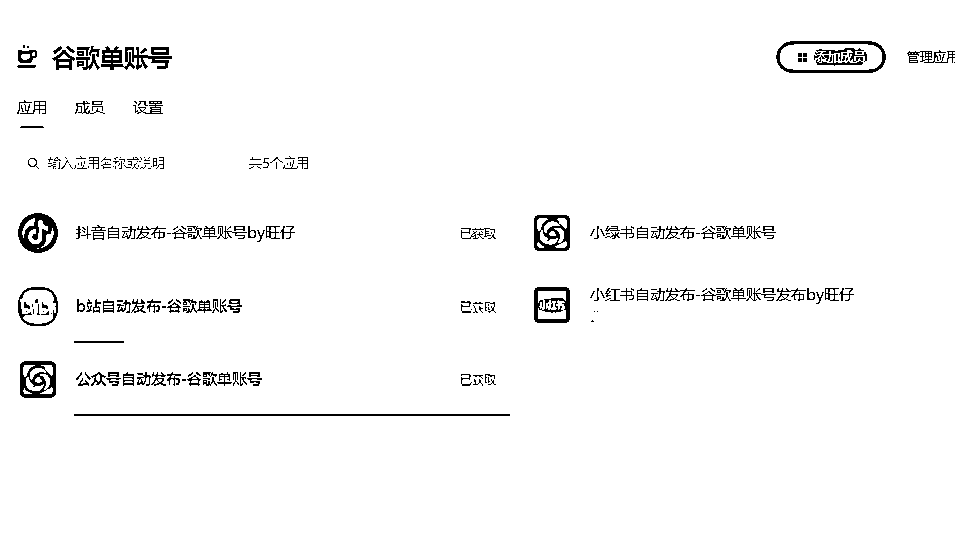 谷歌单账号
添加成员
管理应用
应用 成员 设置
输入应用名称或说明 共5个应用
抖音自动发布-谷歌单账号by旺仔 已获取
小绿书自动发布-谷歌单账号
b站自动发布-谷歌单账号 已获取
小红书自动发布-谷歌单账号发布by旺仔
公众号自动发布-谷歌单账号 已获取